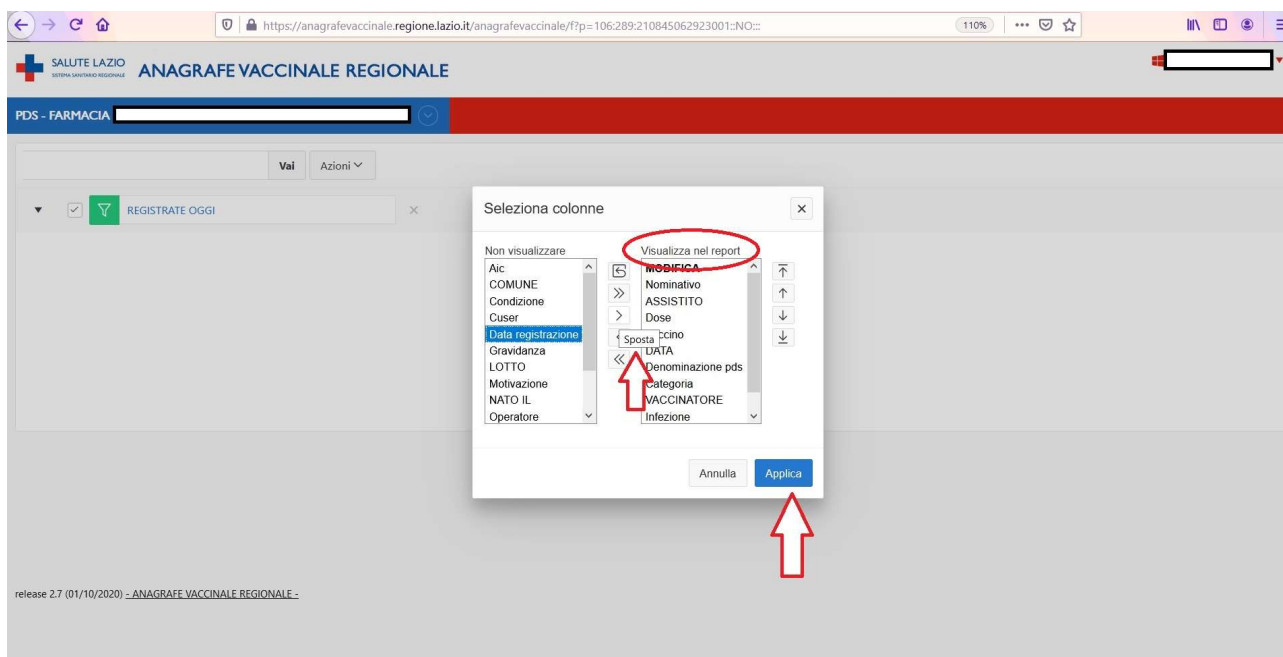 https://anagrafevaccinale.regione.lazio.it/anagrafevaccinale/f?p=106:289:210845062923001::NO:::
110%
SALUTE LAZIO
SISTEMA SANITARIO REGIONALE
ANAGRAFE VACCINALE REGIONALE
PDS - FARMACIA
Vai
Azioni
REGISTRATE OGGI
Seleziona colonne
Non visualizzare
Aic
COMUNE
Condizione
Cuser
Data registrazione
Gravidanza
LOTTO
Motivazione
NATO IL
Operatore
Sposta
Visualizza nel report
MODIFICA
Nominativo
ASSISTITO
Dose
DATA
Denominazione pds
Categoria
VACCINATORE
Infezione
Annulla
Applica
release 2.7 (01/10/2020) - ANAGRAFE VACCINALE REGIONALE -